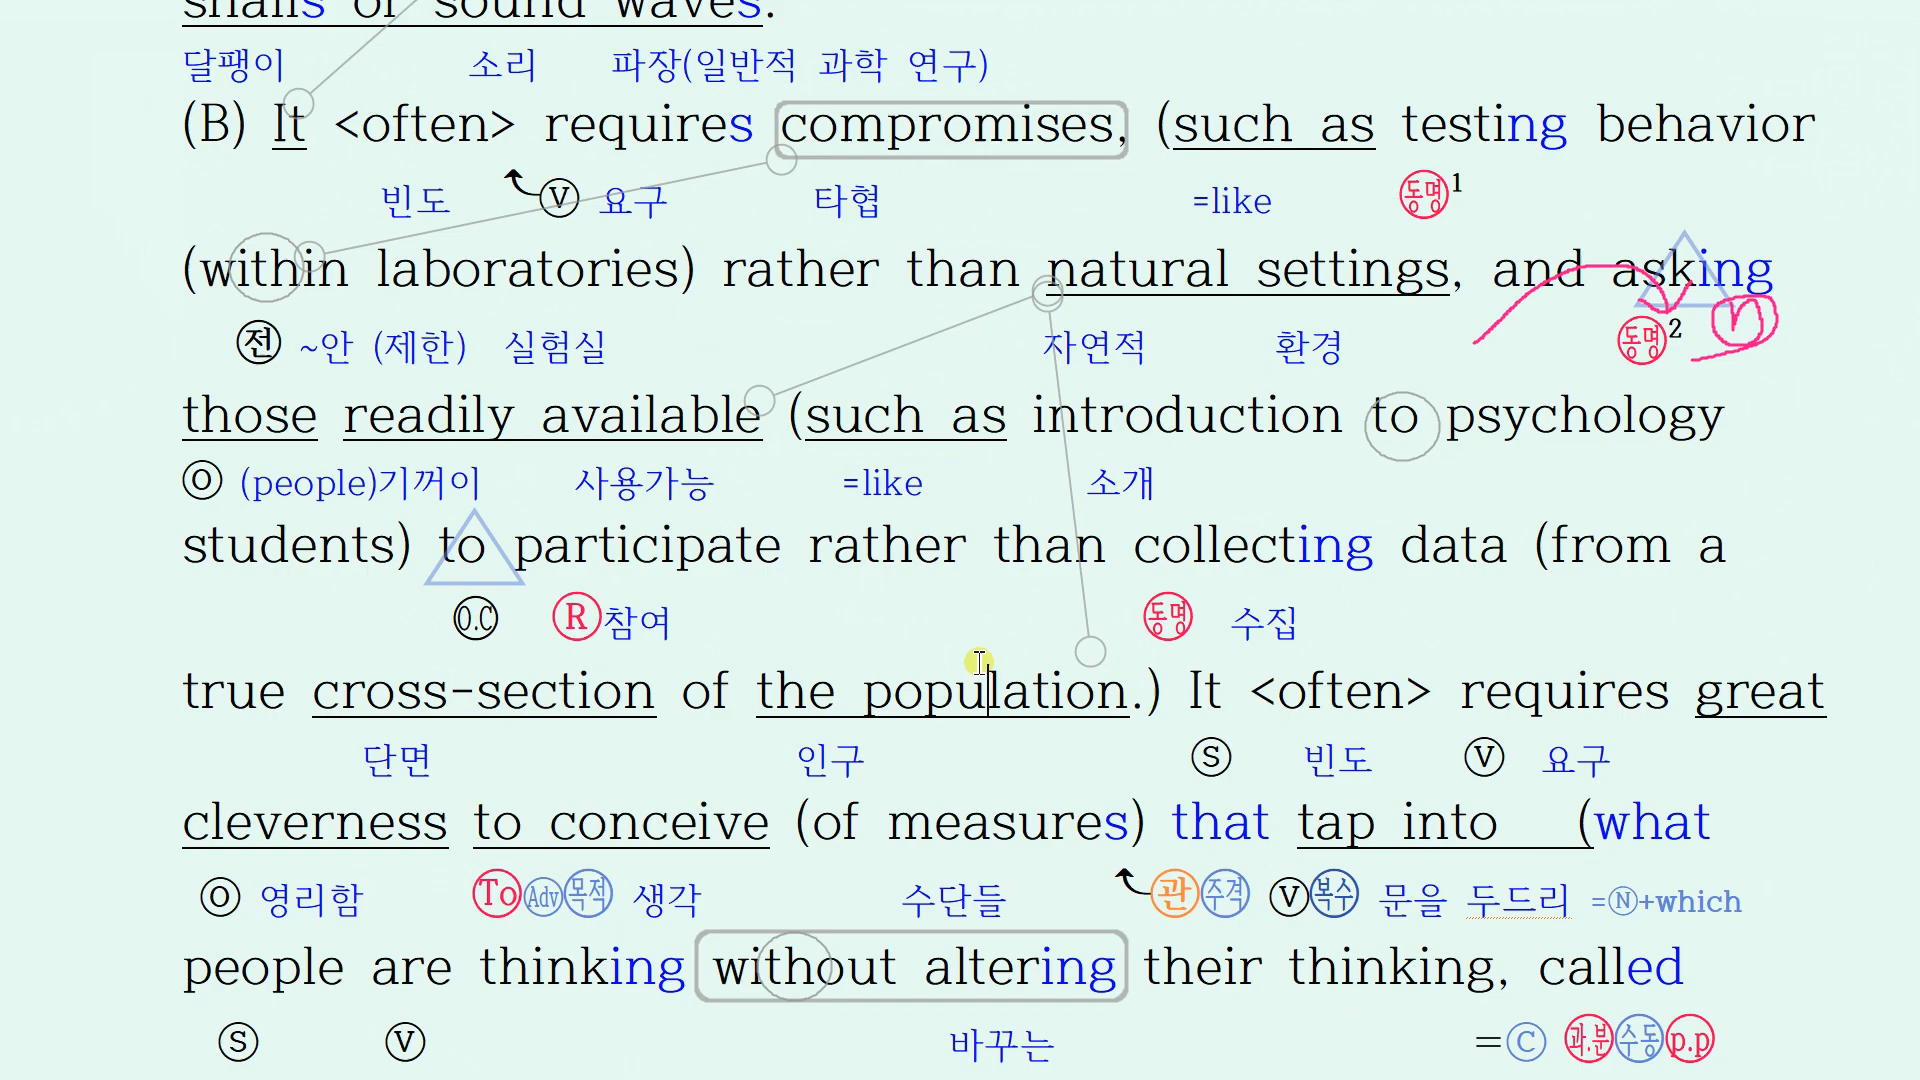 snails or sound waves.
달팽이 소리 파장(일반적 과학 연구)
(B) It <often> requires compromises, (such as testing behavior
빈도 Ⓥ 요구 타협 =like 동명1
(within laboratories) rather than natural settings, and asking
전 ~안 (제한) 실험실 자연적 환경 동명2 n
those readily available (such as introduction to psychology
Ⓞ (people)기꺼이 사용가능 =like 소개
students) to participate rather than collecting data (from a
O.C Ⓡ참여 동명 수집
true cross-section of the population.) It <often> requires great
단면 인구 Ⓢ 빈도 Ⓥ 요구
cleverness to conceive (of measures) that tap into (what
Ⓞ 영리함 To Adv 목적 생각 수단들 관 주격 Ⓥ 복수 문을 두드리 =Ⓝ+which
people are thinking without altering their thinking, called
Ⓢ Ⓥ 바꾸는 =Ⓒ 과.분 수동 p.p